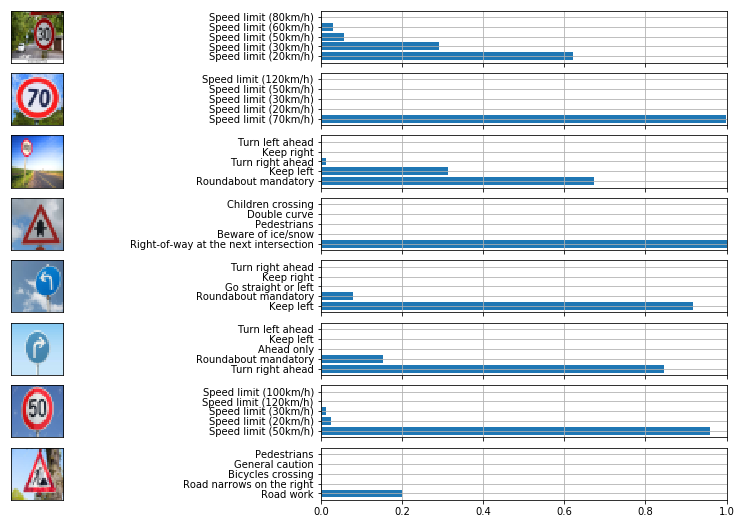 30
Speed limit (80km/h)
Speed limit (60km/h)
Speed limit (50km/h)
Speed limit (30km/h)
Speed limit (20km/h)
70
Speed limit (120km/h)
Speed limit (50km/h)
Speed limit (30km/h)
Speed limit (20km/h)
Speed limit (70km/h)
Turn left ahead
Keep right
Turn right ahead
Keep left
Roundabout mandatory
Children crossing
Double curve
Pedestrians
Beware of ice/snow
Right-of-way at the next intersection
Turn right ahead
Keep right
Go straight or left
Roundabout mandatory
Keep left
Turn left ahead
Keep left
Ahead only
Roundabout mandatory
Turn right ahead
50
Speed limit (100km/h)
Speed limit (120km/h)
Speed limit (30km/h)
Speed limit (20km/h)
Speed limit (50km/h)
Pedestrians
General caution
Bicycles crossing
Road narrows on the right
Road work
0.0 0.2 0.4 0.6 0.8 1.0